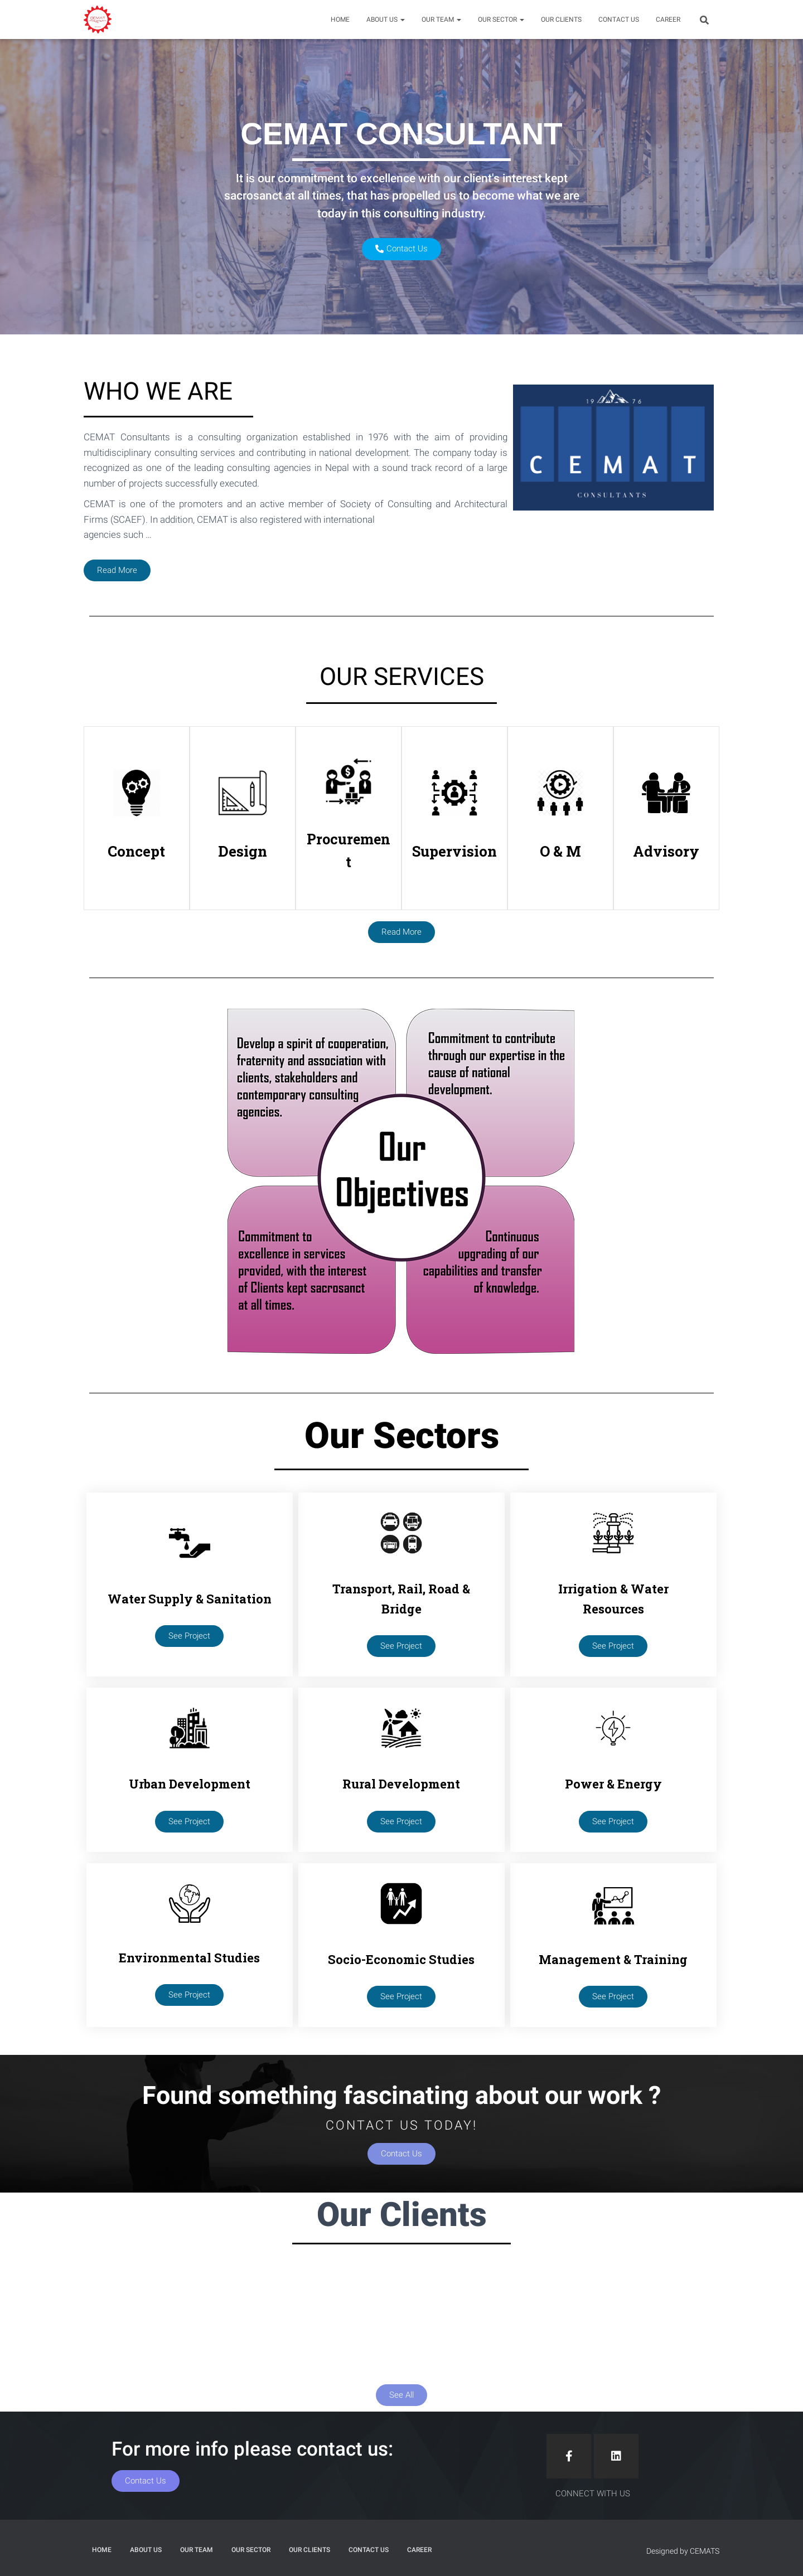 HOME ABOUT US OUR TEAM OUR SECTOR OUR CLIENTS CONTACT US CAREER
CEMAT CONSULTANT
It is our commitment to excellence with our client's interest kept
sacrosanct at all times, that has propelled us to become what we are
today in this consulting industry.
Contact Us
WHO WE ARE
CEMAT Consultants is a consulting organization established in 1976 with the aim of providing
multidisciplinary consulting services and contributing in national development. The company today is
recognized as one of the leading consulting agencies in Nepal with a sound track record of a large
number of projects successfully executed.
CEMAT is one of the promoters and an active member of Society of Consulting and Architectural
Firms (SCAEF). In addition, CEMAT is also registered with international
agencies such ...
Read More
19 76
CEMAT
CONSULTANTS
OUR SERVICES
Concept
Design
Procuremen
t
Supervision
O & M
Advisory
Read More
Develop a spirit of cooperation,
fraternity and association with
clients, stakeholders and
contemporary consulting
agencies.
Commitment to contribute
through our expertise in the
cause of national
development.
Our
Objectives
Commitment to
excellence in services
provided, with the interest
of Clients kept sacrosanct
at all times.
Continuous
upgrading of our
capabilities and transfer
of knowledge.
Our Sectors
Water Supply & Sanitation
See Project
Transport, Rail, Road &
Bridge
See Project
Irrigation & Water
Resources
See Project
Urban Development
See Project
Rural Development
See Project
Power & Energy
See Project
Environmental Studies
See Project
Socio-Economic Studies
See Project
Management & Training
See Project
Found something fascinating about our work ?
CONTACT US TODAY!
Contact Us
Our Clients
See All
For more info please contact us:
Contact Us
CONNECT WITH US
HOME ABOUT US OUR TEAM OUR SECTOR OUR CLIENTS CONTACT US CAREER
Designed by CEMATS